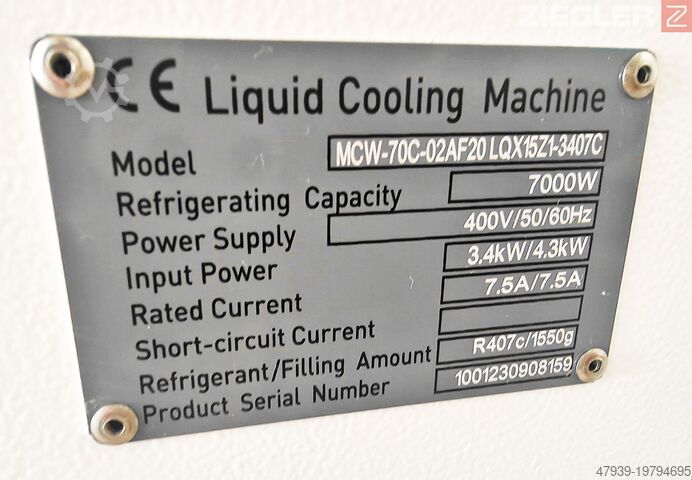 ZIEGLER Z
CE Liquid Cooling Machine
Model MCW-70C-02AF20 LQX15Z1-3407C
Refrigerating Capacity 7000W
Power Supply 400V/50/60Hz
Input Power 3.4kW/4.3kW
Rated Current 7.5A/7.5A
Short-circuit Current
Refrigerant/Filling Amount R407c/1550g
Product Serial Number 1001230908159
47939-19794695